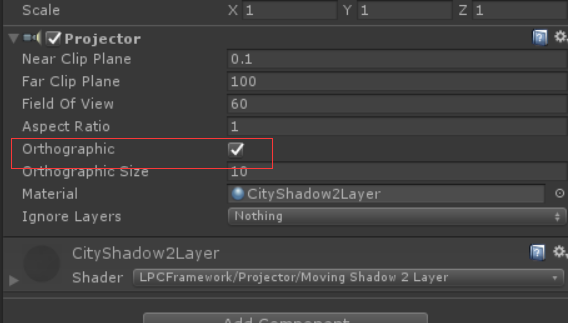 Scale X 1 Y 1 Z 1
Projector
Near Clip Plane 0.1
Far Clip Plane 100
Field Of View 60
Aspect Ratio 1
Orthographic
Orthographic Size 10
Material CityShadow2Layer
Ignore Layers Nothing
CityShadow2Layer
Shader LPCFramework/Projector/Moving Shadow 2 Layer
Add Component